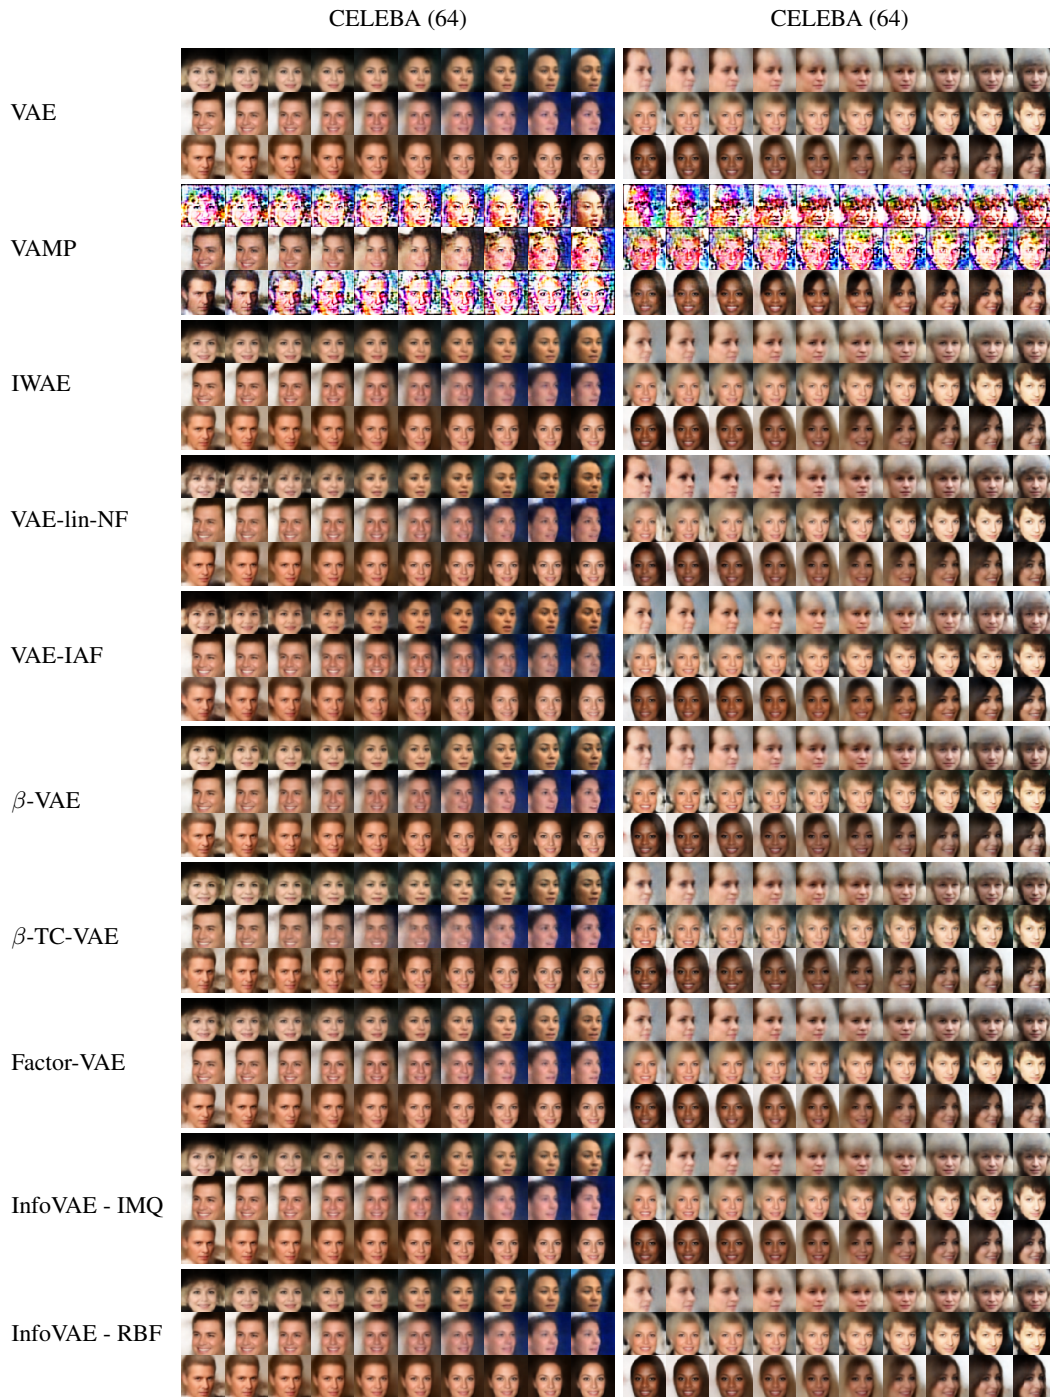 CELEBA (64) CELEBA (64)
VAE
VAMP
IWAE
VAE-lin-NF
VAE-IAF
β-VAE
β-TC-VAE
Factor-VAE
InfoVAE - IMQ
InfoVAE - RBF